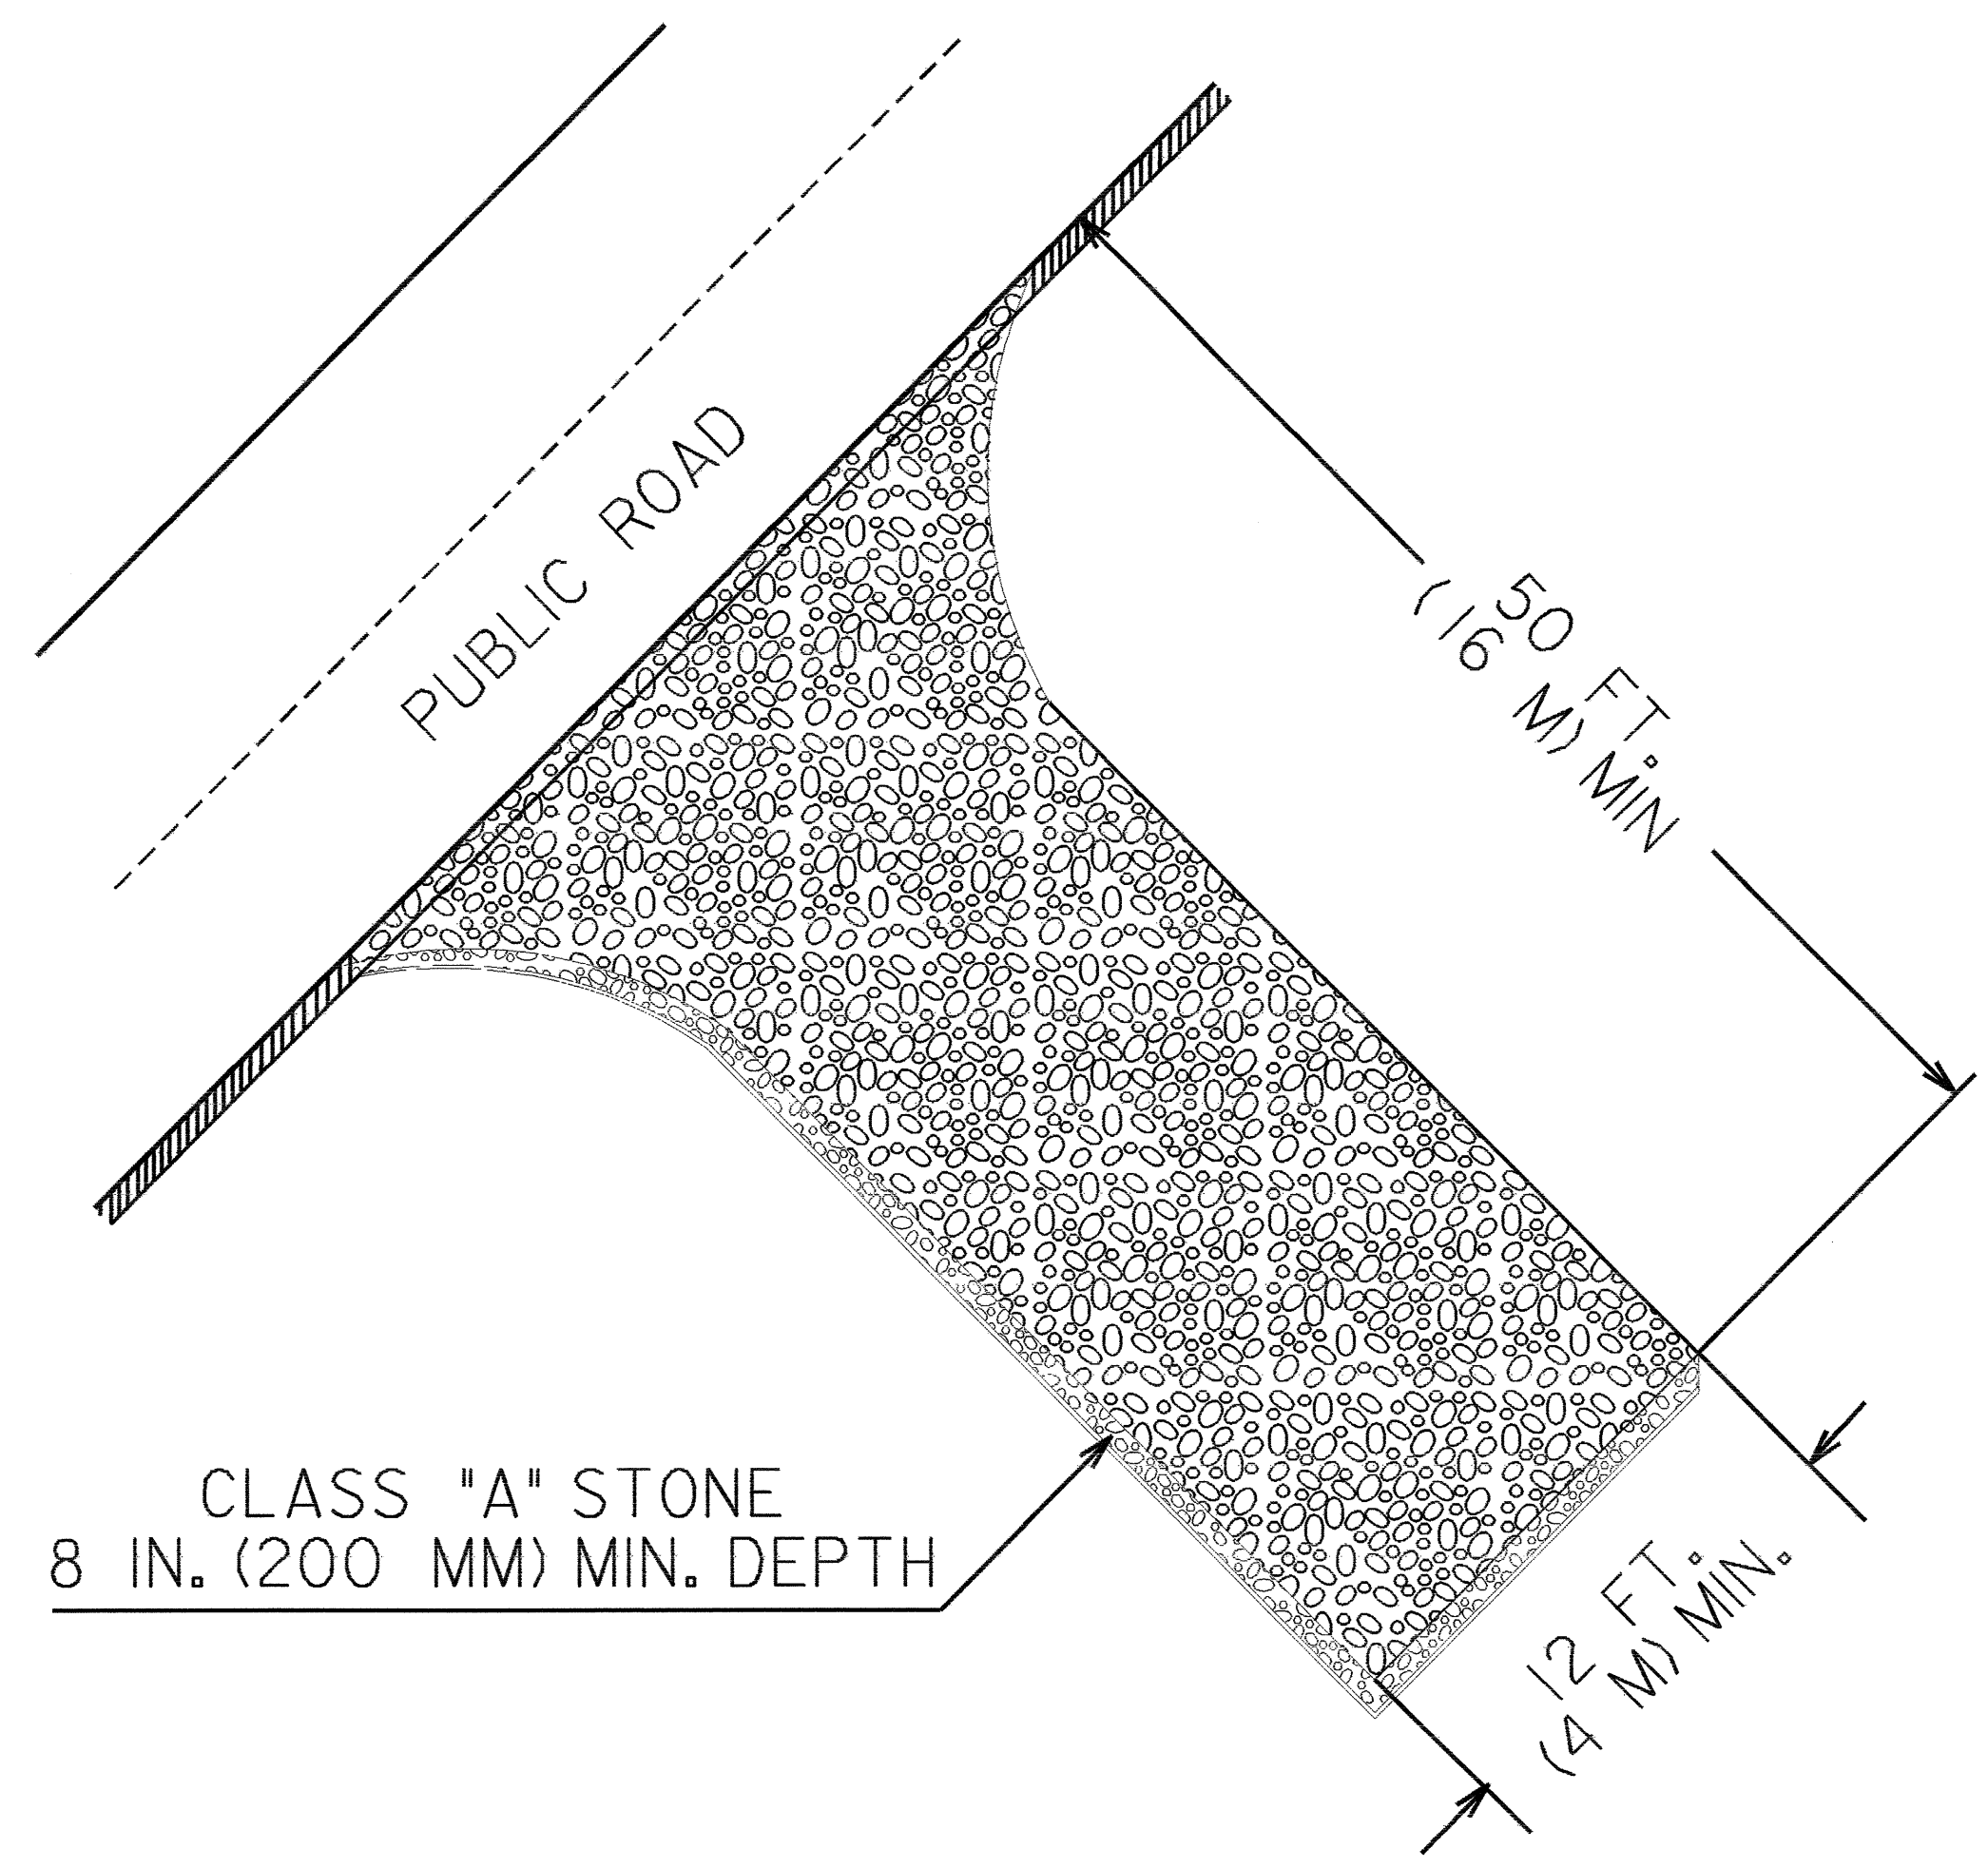 PUBLIC ROAD
50 FT.
(16 M) MIN
CLASS "A" STONE
8 IN. (200 MM) MIN. DEPTH
12 FT.
(4 M) MIN.